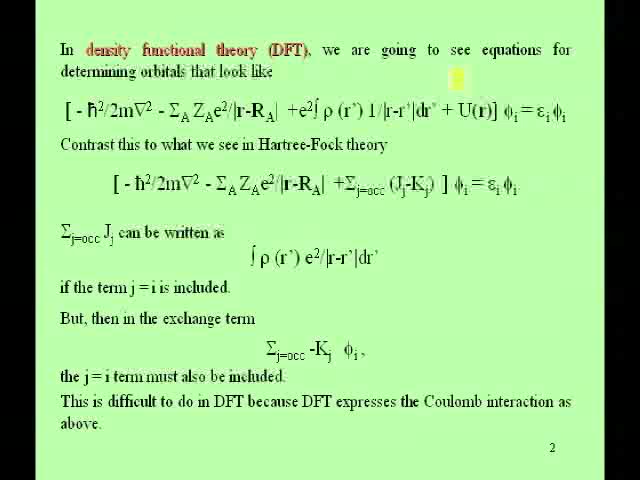 In density functional theory (DFT), we are going to see equations for
determining orbitals that look like
[ - ħ²/2m∇² - Σ_A Z_Ae²/|r-R_A| +e²∫ ρ (r') 1/|r-r'|dr' + U(r)] ϕ_i = ε_i ϕ_i
Contrast this to what we see in Hartree-Fock theory
[ - ħ²/2m∇² - Σ_A Z_Ae²/|r-R_A| +Σ_j=occ (J_j-K_j) ] ϕ_i = ε_i ϕ_i
Σ_j=occ J_j can be written as
∫ ρ (r') e²/|r-r'|dr'
if the term j = i is included.
But, then in the exchange term
Σ_j=occ -K_j ϕ_i ,
the j = i term must also be included.
This is difficult to do in DFT because DFT expresses the Coulomb interaction as
above.
2